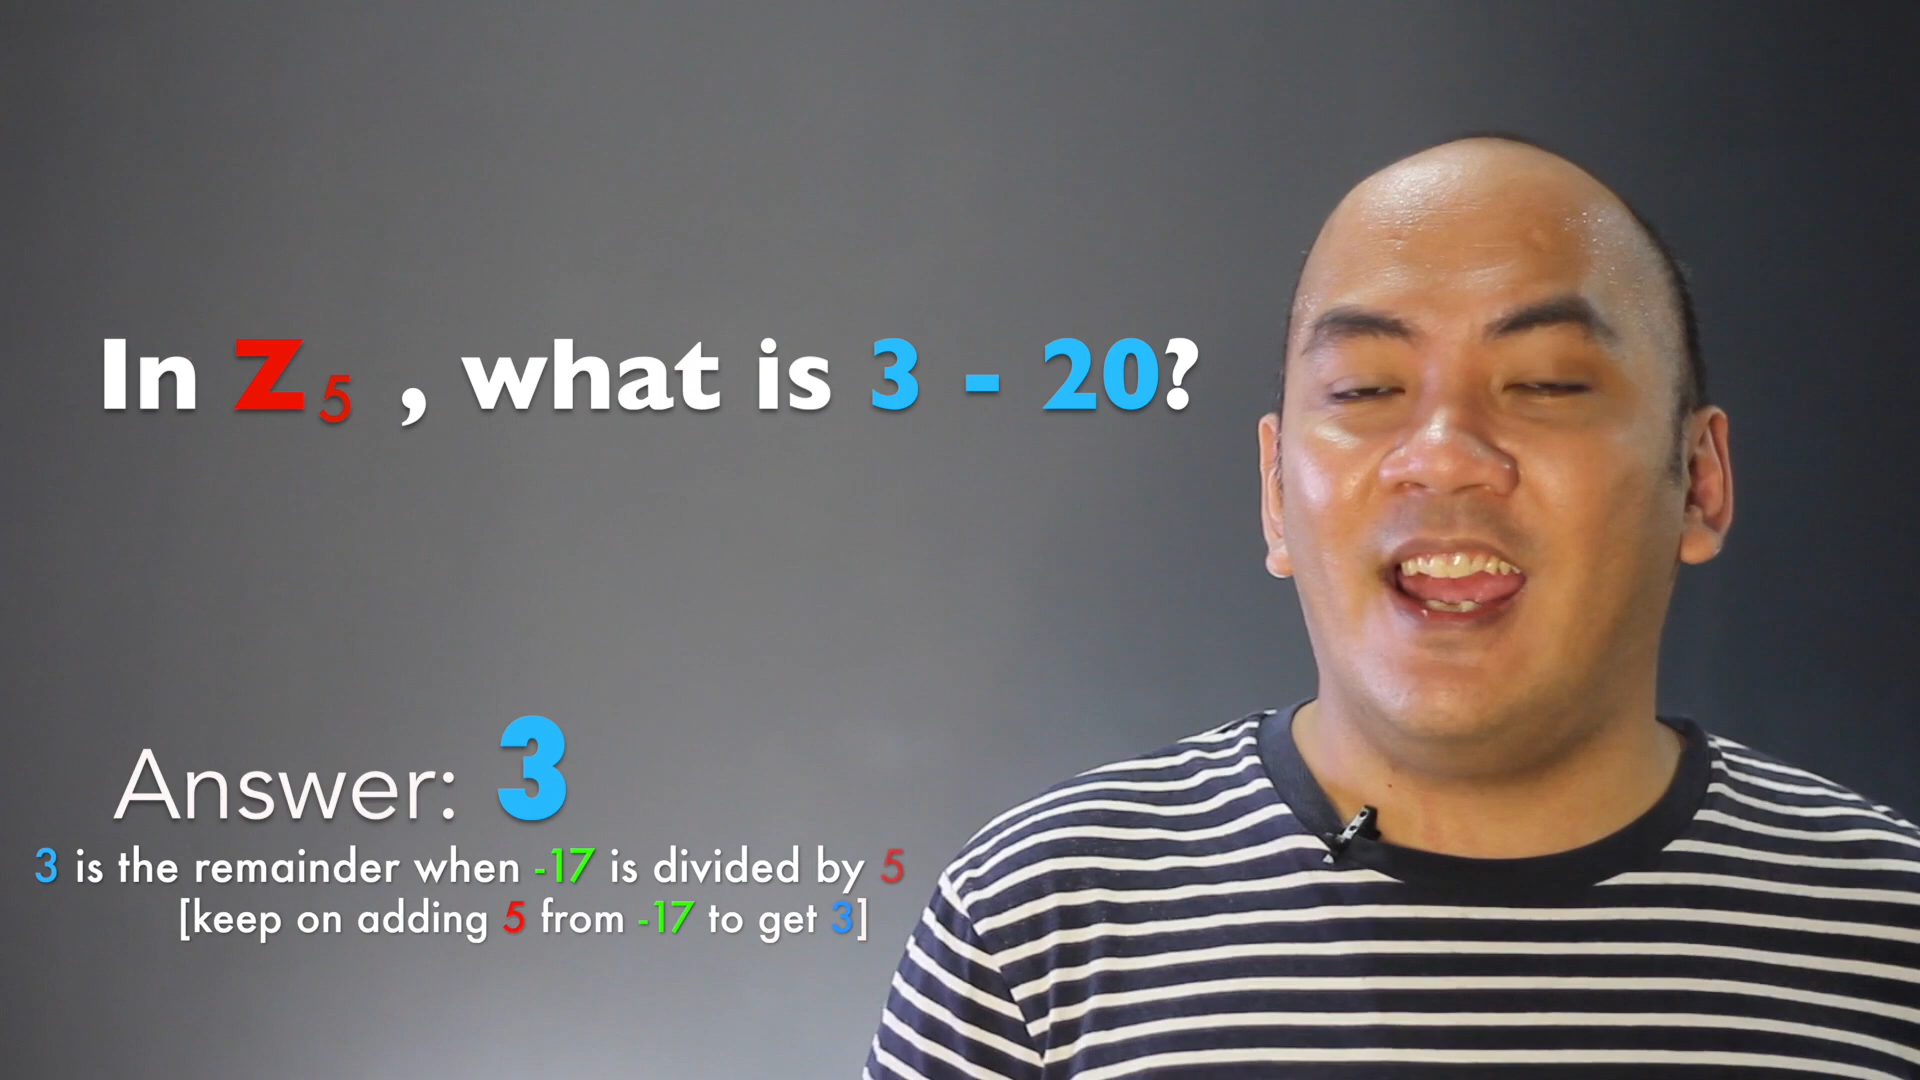 In Z5 , what is 3 - 20?
Answer: 3
3 is the remainder when -17 is divided by 5
[keep on adding 5 from -17 to get 3]